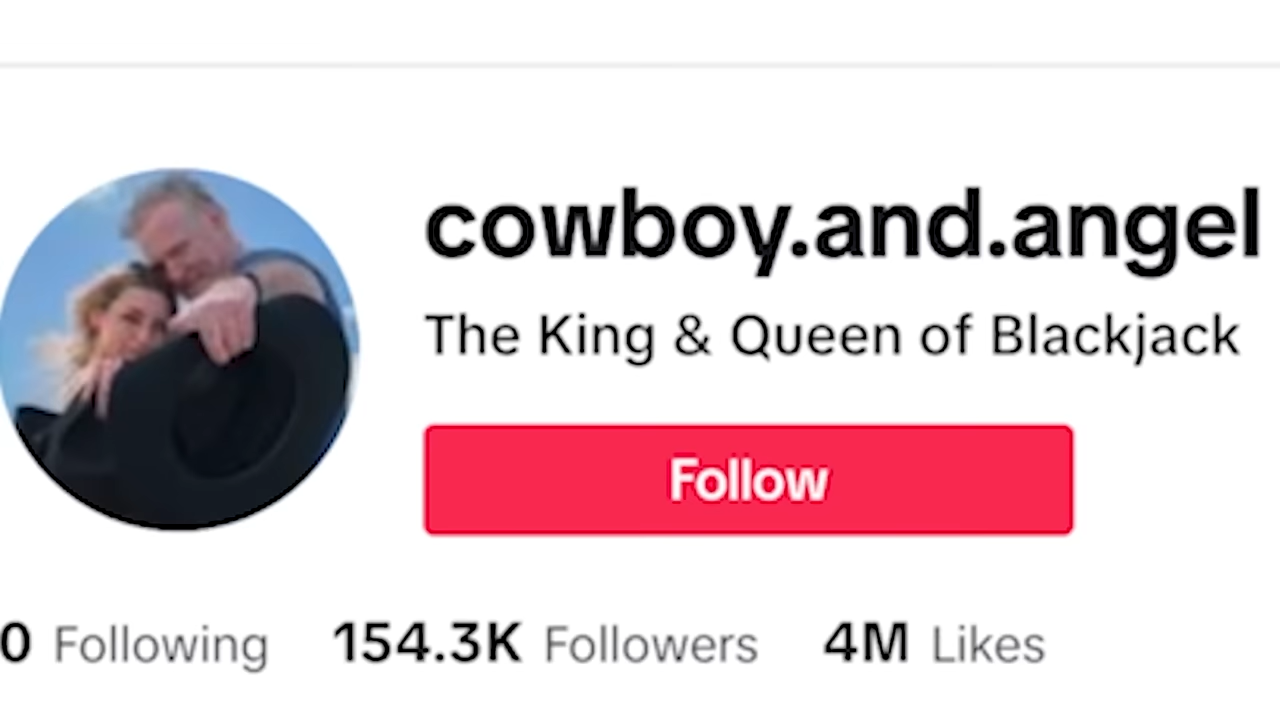 cowboy.and.angel
The King & Queen of Blackjack
Follow
0 Following 154.3K Followers 4M Likes